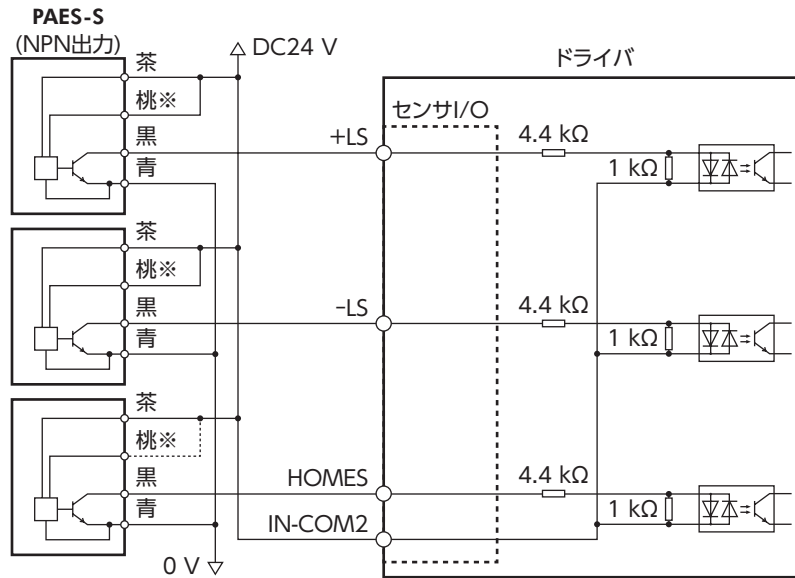 PAES-S
(NPN出力)
DC24 V
ドライバ
茶
桃※
黒
青
センサI/O
+LS
4.4 kΩ
1 kΩ
茶
桃※
黒
青
–LS
4.4 kΩ
1 kΩ
茶
桃※
黒
青
HOMES
4.4 kΩ
1 kΩ
IN-COM2
0 V